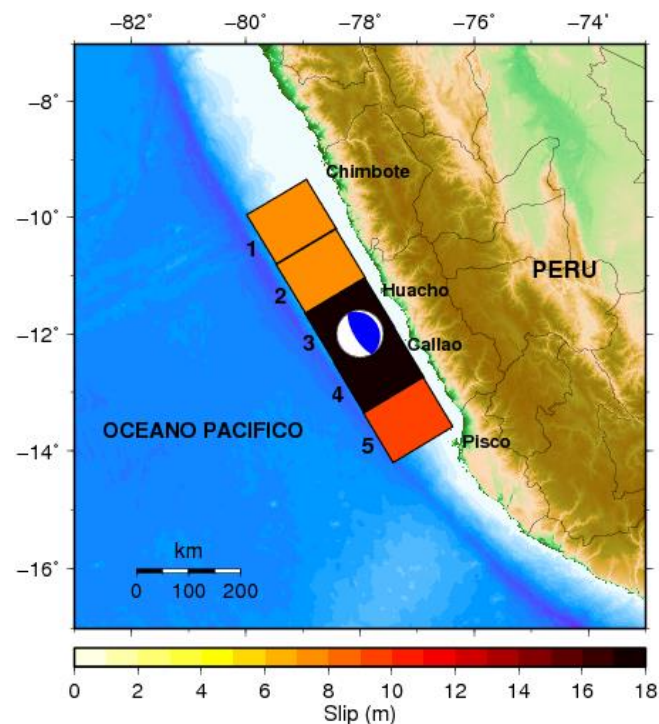 −82° −80° −78° −76° −74°
−8°
Chimbote
−10°
1
PERU
2
Huacho
3
Callao
−12°
4
OCEANO PACIFICO
5
Pisco
−14°
km
0 100 200
−16°
0 2 4 6 8 10 12 14 16 18
Slip (m)